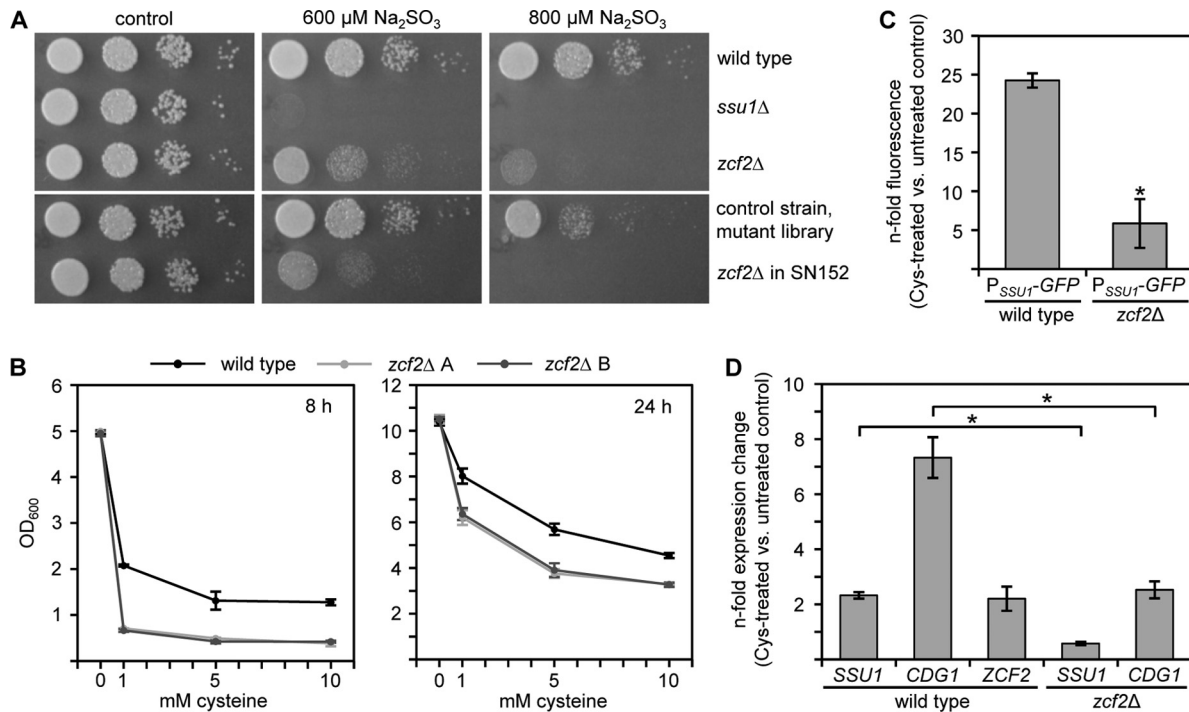 A
control
600 µM Na₂SO₃
800 µM Na₂SO₃
wild type
ssu1Δ
zcf2Δ
control strain,
mutant library
zcf2Δ in SN152
B
wild type
zcf2Δ A
zcf2Δ B
8 h
6
5
4
3
2
1
OD₆₀₀
0 1 5 10
mM cysteine
24 h
12
10
8
6
4
2
0 1 5 10
mM cysteine
C
30
25
20
15
10
5
n-fold fluorescence
(Cys-treated vs. untreated control)
*
P_SSU1-GFP P_SSU1-GFP
wild type zcf2Δ
D
10
8
6
4
2
n-fold expression change
(Cys-treated vs. untreated control)
*
*
SSU1 CDG1 ZCF2 SSU1 CDG1
wild type zcf2Δ